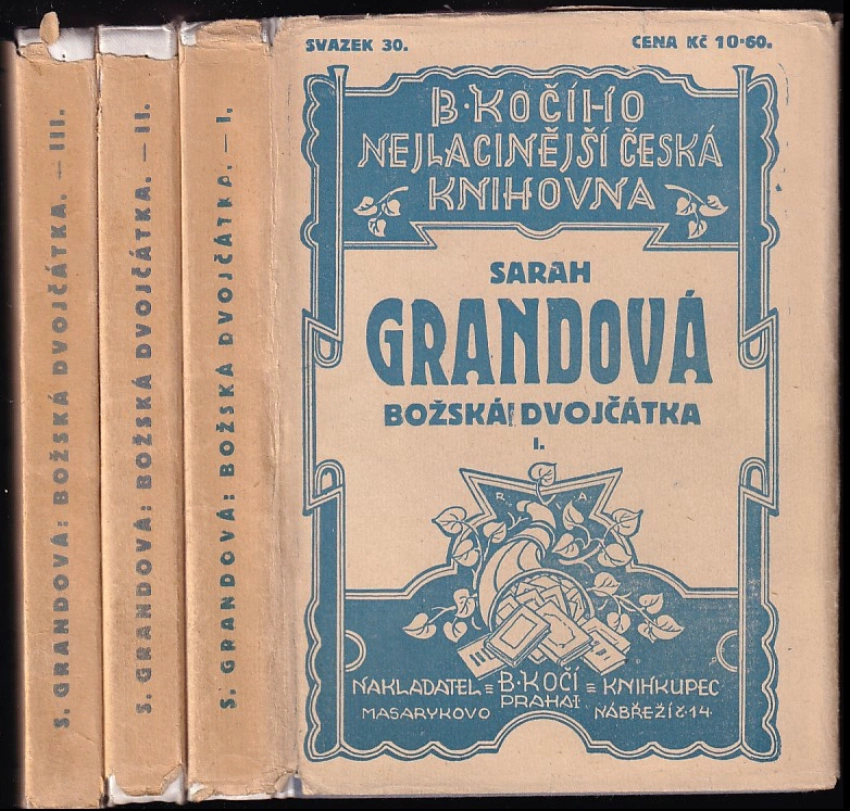 S. GRANDOVÁ: BOŽSKÁ DVOJČÁTKA. — III.
S. GRANDOVÁ: BOŽSKÁ DVOJČÁTKA. — II.
S. GRANDOVÁ: BOŽSKÁ DVOJČÁTKA. — I.
SVAZEK 30.
CENA KČ 10·60.
B·KOČÍHO
NEJLACINĚJŠÍ ČESKÁ
KNIHOVNA
SARAH
GRANDOVÁ
BOŽSKÁ DVOJČÁTKA
I.
R. A.
NAKLADATEL = B·KOČÍ = KNIHKUPEC
PRAHA I
MASARYKOVO NÁBŘEŽÍ Č·14·